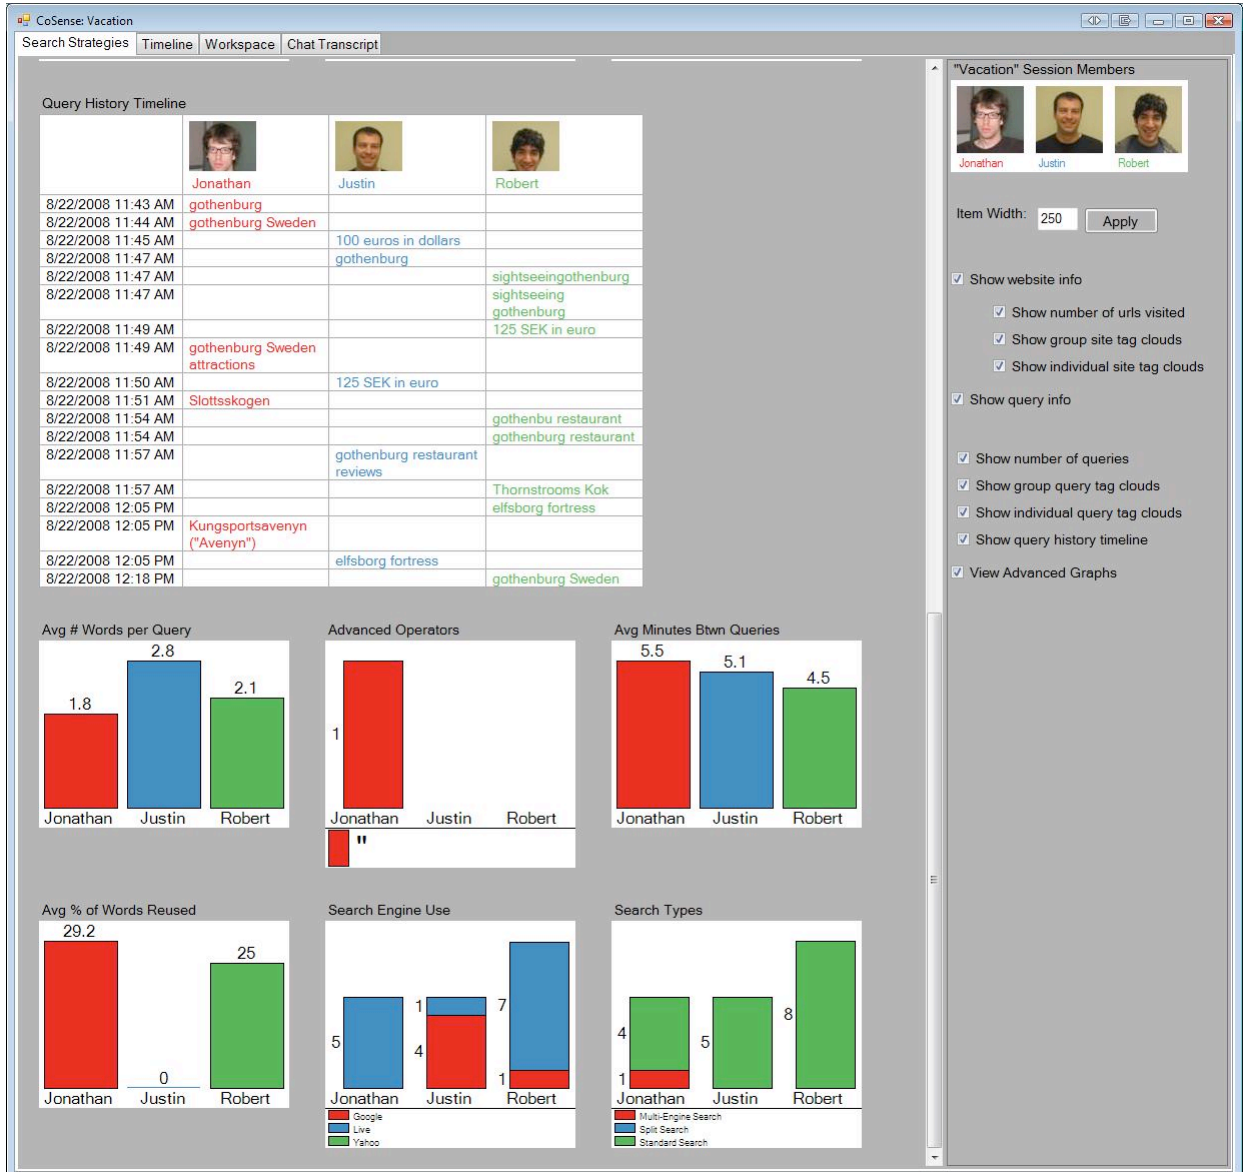 CoSense: Vacation
Search Strategies Timeline Workspace Chat Transcript
Query History Timeline
Jonathan Justin Robert
8/22/2008 11:43 AM gothenburg
8/22/2008 11:44 AM gothenburg Sweden
8/22/2008 11:45 AM 100 euros in dollars
8/22/2008 11:47 AM gothenburg
8/22/2008 11:47 AM sightseeingothenburg
8/22/2008 11:47 AM sightseeing
gothenburg
8/22/2008 11:49 AM 125 SEK in euro
8/22/2008 11:49 AM gothenburg Sweden
attractions
8/22/2008 11:50 AM 125 SEK in euro
8/22/2008 11:51 AM Slottsskogen
8/22/2008 11:54 AM gothenbu restaurant
8/22/2008 11:54 AM gothenburg restaurant
8/22/2008 11:57 AM gothenburg restaurant
reviews
8/22/2008 11:57 AM Thornstrooms Kok
8/22/2008 12:05 PM elfsborg fortress
8/22/2008 12:05 PM Kungsportsavenyn
("Avenyn")
8/22/2008 12:05 PM elfsborg fortress
8/22/2008 12:18 PM gothenburg Sweden
Avg # Words per Query
1.8 2.8 2.1
Jonathan Justin Robert
Advanced Operators
1
Jonathan Justin Robert
"
Avg Minutes Btwn Queries
5.5 5.1 4.5
Jonathan Justin Robert
Avg % of Words Reused
29.2 0 25
Jonathan Justin Robert
Search Engine Use
5 1 4 7 1
Jonathan Justin Robert
Google
Live
Yahoo
Search Types
4 1 5 8
Jonathan Justin Robert
Multi-Engine Search
Split Search
Standard Search
"Vacation" Session Members
Jonathan Justin Robert
Item Width: 250 Apply
Show website info
Show number of urls visited
Show group site tag clouds
Show individual site tag clouds
Show query info
Show number of queries
Show group query tag clouds
Show individual query tag clouds
Show query history timeline
View Advanced Graphs